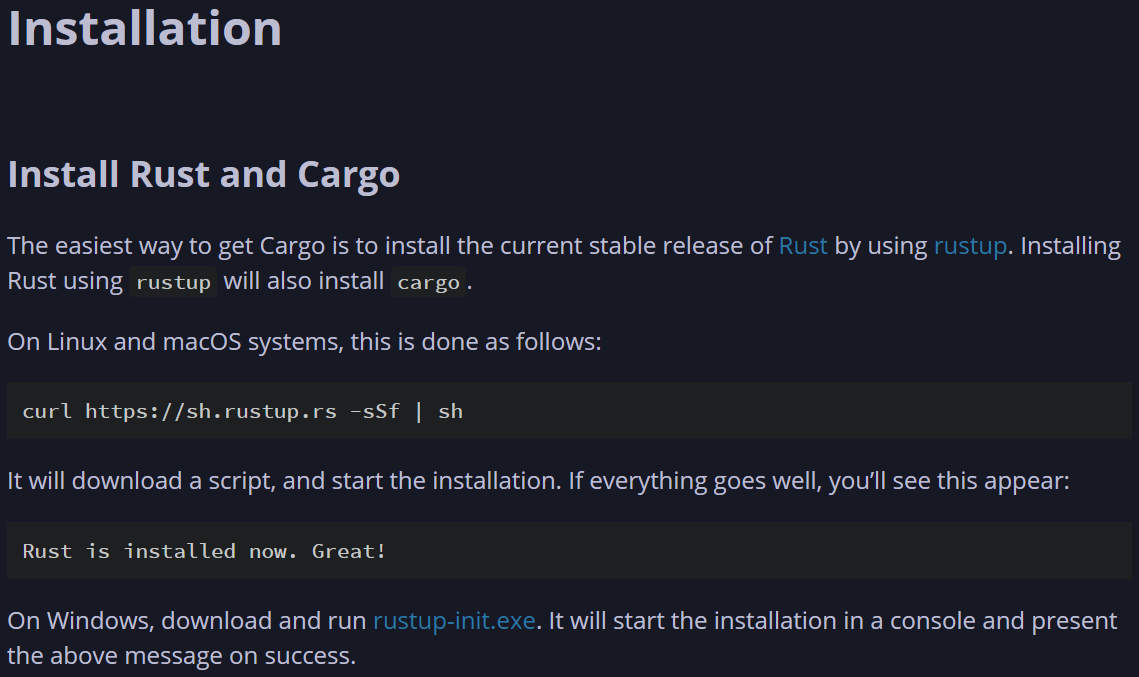 Installation
Install Rust and Cargo
The easiest way to get Cargo is to install the current stable release of Rust by using rustup. Installing
Rust using rustup will also install cargo.
On Linux and macOS systems, this is done as follows:
curl https://sh.rustup.rs -sSf | sh
It will download a script, and start the installation. If everything goes well, you’ll see this appear:
Rust is installed now. Great!
On Windows, download and run rustup-init.exe. It will start the installation in a console and present
the above message on success.